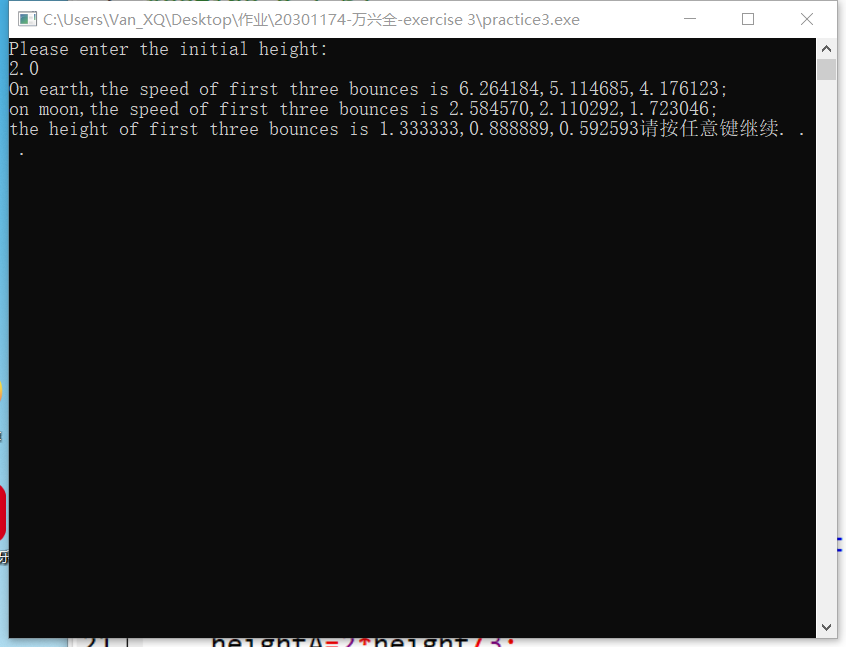 C:\Users\Van_XQ\Desktop\作业\20301174-万兴全-exercise 3\practice3.exe
Please enter the initial height:
2.0
On earth,the speed of first three bounces is 6.264184,5.114685,4.176123;
on moon,the speed of first three bounces is 2.584570,2.110292,1.723046;
the height of first three bounces is 1.333333,0.888889,0.592593请按任意键继续. .
.
乐
21 heightA=2*height/3;